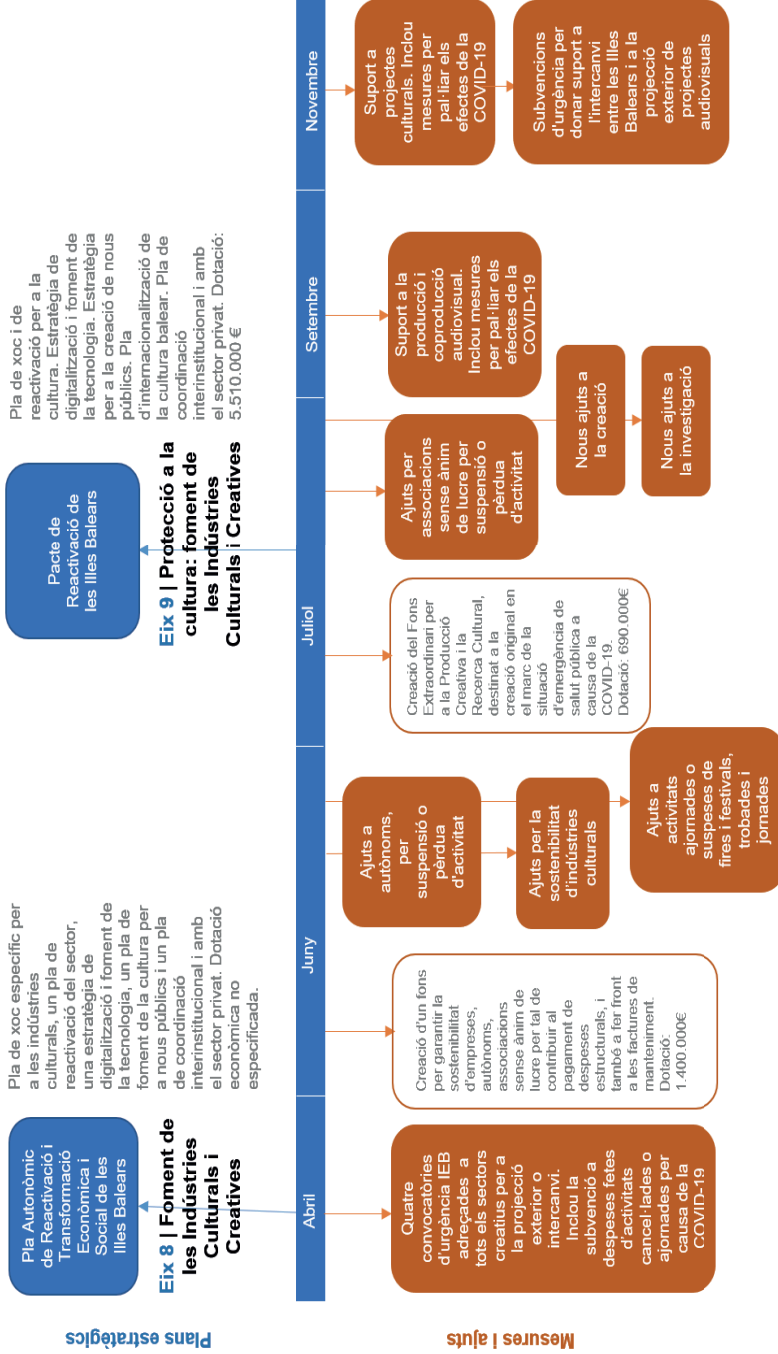 Plans estratègics
Pla Autonòmic
de Reactivació i
Transformació
Econòmica i
Social de les
Illes Balears
Eix 8 | Foment de
les Indústries
Culturals i
Creatives
Pla de xoc específic per
a les indústries
culturals, un pla de
reactivació del sector,
una estratègia de
digitalització i foment de
la tecnologia, un pla de
foment de la cultura per
a nous públics i un pla
de coordinació
interinstitucional i amb
el sector privat. Dotació
econòmica no
especificada.
Pacte de
Reactivació de
les Illes Balears
Eix 9 | Protecció a la
cultura: foment de
les Indústries
Culturals i Creatives
Pla de xoc i de
reactivació per a la
cultura. Estratègia de
digitalització i foment de
la tecnologia. Estratègia
per a la creació de nous
públics. Pla
d'internacionalització de
la cultura balear. Pla de
coordinació
interinstitucional i amb
el sector privat. Dotació:
5.510.000 €
Abril
Juny
Juliol
Setembre
Novembre
Mesures i ajuts
Quatre
convocatòries
d'urgència IEB
adreçades a
tots els sectors
creatius per a
la projecció
exterior o
intercanvi.
Inclou la
subvenció a
despeses fetes
d'activitats
cancel·lades o
ajornades per
causa de la
COVID-19
Creació d'un fons
per garantir la
sostenibilitat
d'empreses,
autònoms,
associacions
sense ànim de
lucre per tal de
contribuir al
pagament de
despeses
estructurals, i
també a fer front
a les factures de
manteniment.
Dotació:
1.400.000€
Ajuts a
autònoms,
per
suspensió o
pèrdua
d'activitat
Ajuts per la
sostenibilitat
d'indústries
culturals
Ajuts a
activitats
ajornades o
suspeses de
fires i festivals,
trobades i
jornades
Creació del Fons
Extraordinari per
a la Producció
Creativa i la
Recerca Cultural,
destinat a la
creació original en
el marc de la
situació
d'emergència de
salut pública a
causa de la
COVID-19.
Dotació: 690.000€
Ajuts per
associacions
sense ànim
de lucre per
suspensió o
pèrdua
d'activitat
Nous ajuts a
la creació
Nous ajuts a
la investigació
Suport a la
producció i
coproducció
audiovisual.
Inclou mesures
per pal·liar els
efectes de la
COVID-19
Suport a
projectes
culturals. Inclou
mesures per
pal·liar els
efectes de la
COVID-19
Subvencions
d'urgència per
donar suport a
l'intercanvi
entre les Illes
Balears i a la
projecció
exterior de
projectes
audiovisuals